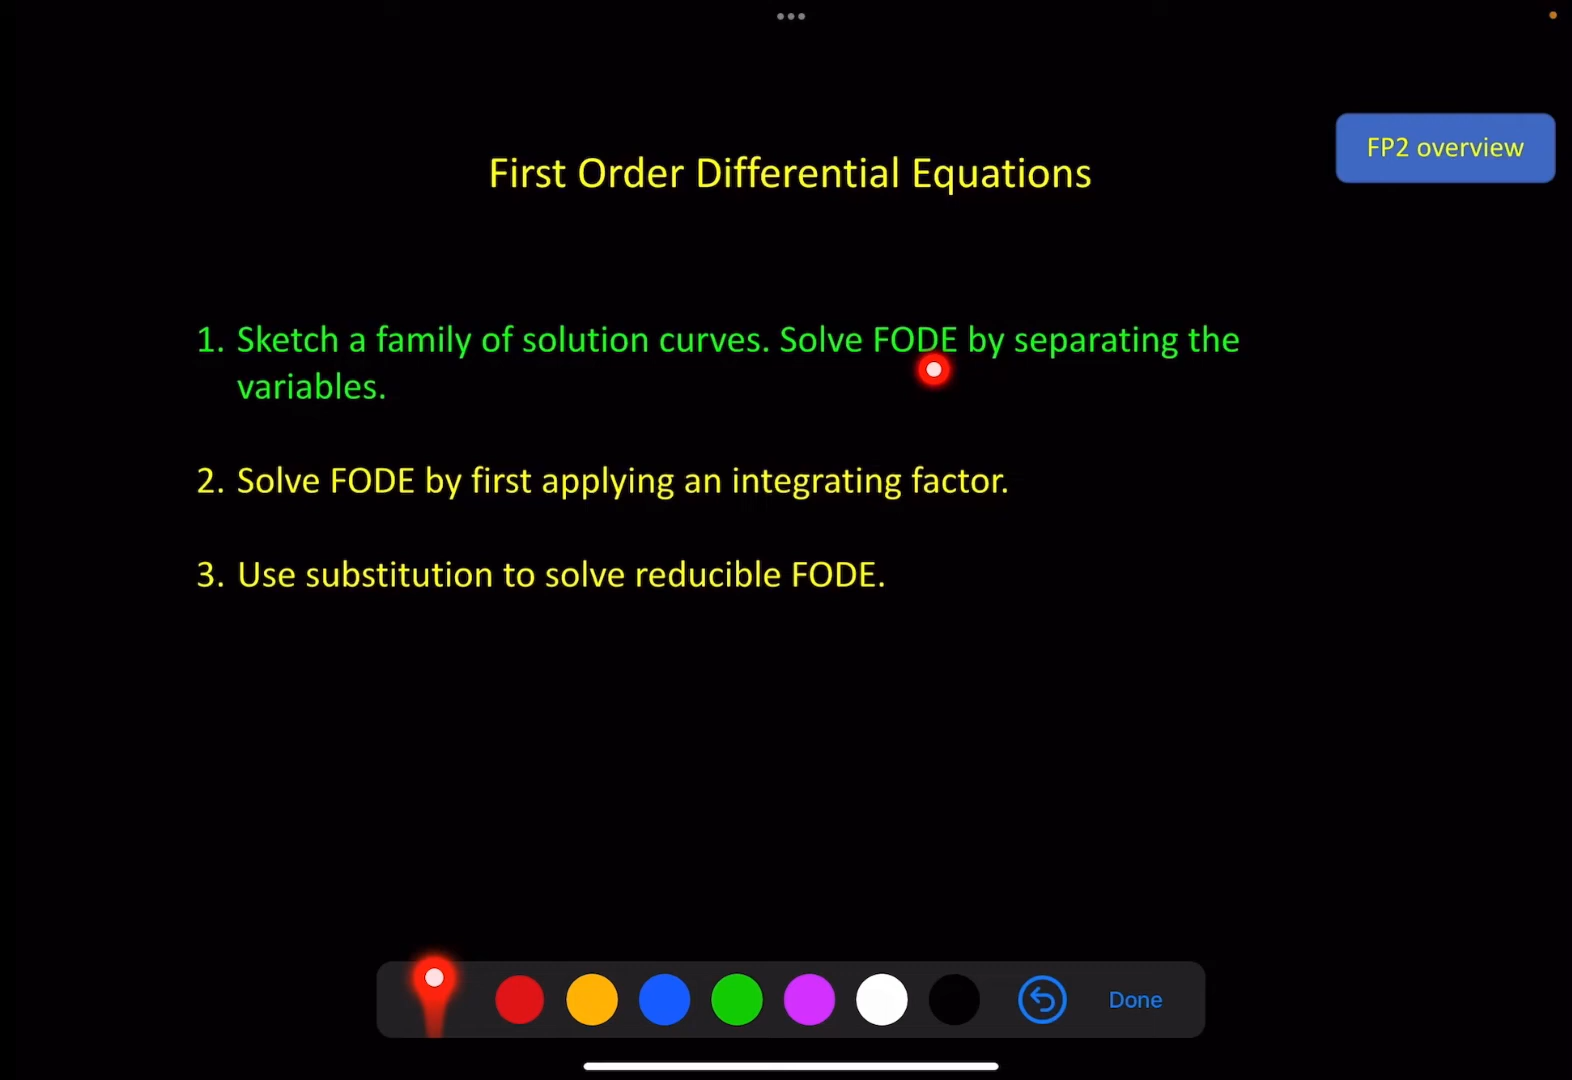 FP2 overview
First Order Differential Equations
1. Sketch a family of solution curves. Solve FODE by separating the
variables.
2. Solve FODE by first applying an integrating factor.
3. Use substitution to solve reducible FODE.
Done